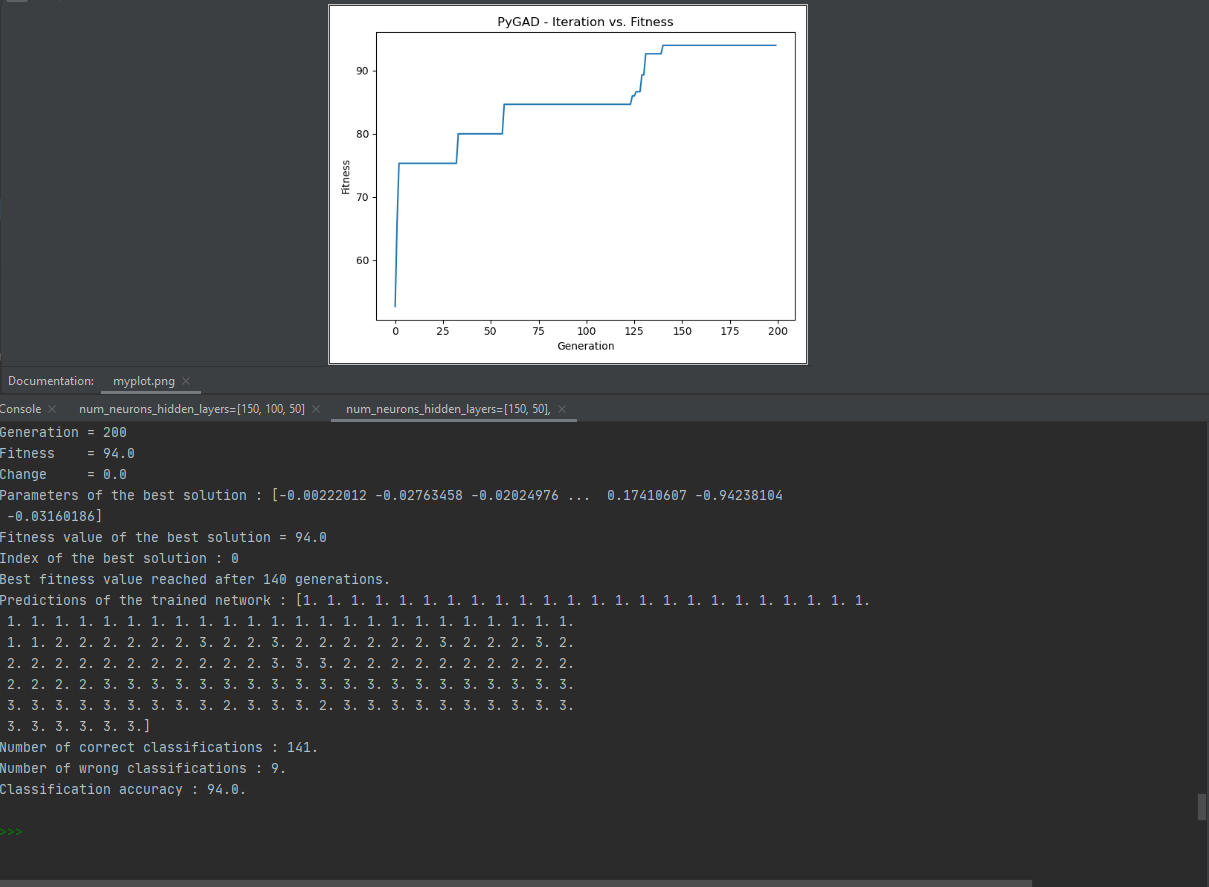 PyGAD - Iteration vs. Fitness
90
80
70
60
Fitness
0 25 50 75 100 125 150 175 200
Generation
Documentation: myplot.png ×
Console × num_neurons_hidden_layers=[150, 100, 50] × num_neurons_hidden_layers=[150, 50], ×
Generation = 200
Fitness    = 94.0
Change     = 0.0
Parameters of the best solution : [-0.00222012 -0.02763458 -0.02024976 ...  0.17410607 -0.94238104
 -0.03160186]
Fitness value of the best solution = 94.0
Index of the best solution : 0
Best fitness value reached after 140 generations.
Predictions of the trained network : [1. 1. 1. 1. 1. 1. 1. 1. 1. 1. 1. 1. 1. 1. 1. 1. 1. 1. 1. 1. 1. 1. 1. 1.
 1. 1. 1. 1. 1. 1. 1. 1. 1. 1. 1. 1. 1. 1. 1. 1. 1. 1. 1. 1. 1. 1. 1. 1.
 1. 1. 2. 2. 2. 2. 2. 2. 3. 2. 2. 3. 2. 2. 2. 2. 2. 2. 3. 2. 2. 2. 3. 2.
 2. 2. 2. 2. 2. 2. 2. 2. 2. 2. 2. 3. 3. 3. 2. 2. 2. 2. 2. 2. 2. 2. 2. 2.
 2. 2. 2. 2. 3. 3. 3. 3. 3. 3. 3. 3. 3. 3. 3. 3. 3. 3. 3. 3. 3. 3. 3. 3.
 3. 3. 3. 3. 3. 3. 3. 3. 3. 2. 3. 3. 3. 2. 3. 3. 3. 3. 3. 3. 3. 3. 3. 3.
 3. 3. 3. 3. 3. 3.]
Number of correct classifications : 141.
Number of wrong classifications : 9.
Classification accuracy : 94.0.
>>>